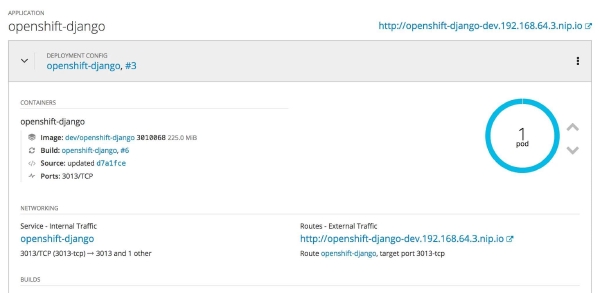 APPLICATION
openshift-django
http://openshift-django-dev.192.168.64.3.nip.io
DEPLOYMENT CONFIG
openshift-django, #3
CONTAINERS
openshift-django
Image: dev/openshift-django 3010068 225.0 MiB
Build: openshift-django, #6
Source: updated d7a1fce
Ports: 3013/TCP
1
pod
NETWORKING
Service - Internal Traffic
openshift-django
3013/TCP (3013-tcp) → 3013 and 1 other
Routes - External Traffic
http://openshift-django-dev.192.168.64.3.nip.io
Route openshift-django, target port 3013-tcp
BUILDS